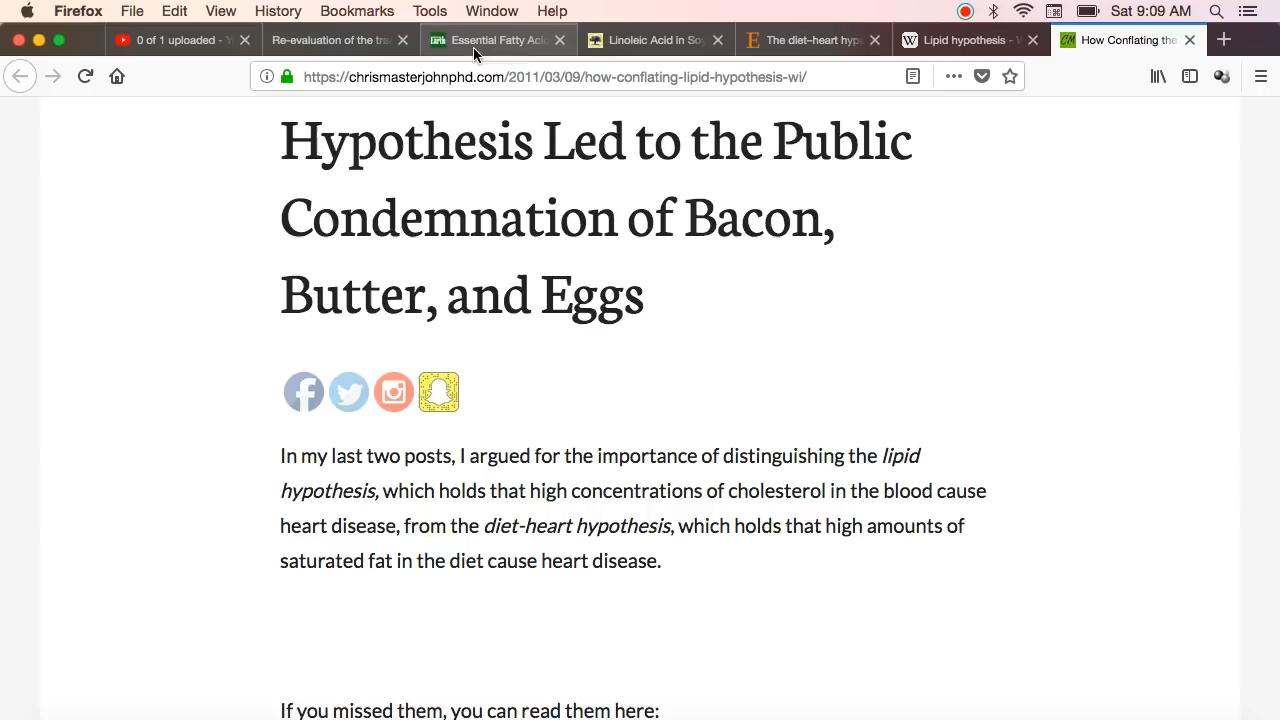 Firefox File Edit View History Bookmarks Tools Window Help Sat 9:09 AM
0 of 1 uploaded - Y Re-evaluation of the tra Essential Fatty Acid Linoleic Acid in Soy The diet–heart hyp Lipid hypothesis - W How Conflating the
https://chrismasterjohnphd.com/2011/03/09/how-conflating-lipid-hypothesis-wi/
Hypothesis Led to the Public
Condemnation of Bacon,
Butter, and Eggs
In my last two posts, I argued for the importance of distinguishing the lipid
hypothesis, which holds that high concentrations of cholesterol in the blood cause
heart disease, from the diet-heart hypothesis, which holds that high amounts of
saturated fat in the diet cause heart disease.
If you missed them, you can read them here: